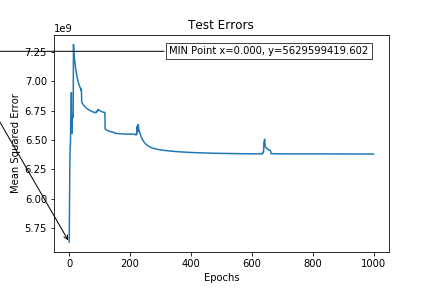 Test Errors
1e9
7.25
7.00
6.75
6.50
6.25
6.00
5.75
Mean Squared Error
MIN Point x=0.000, y=5629599419.602
0 200 400 600 800 1000
Epochs